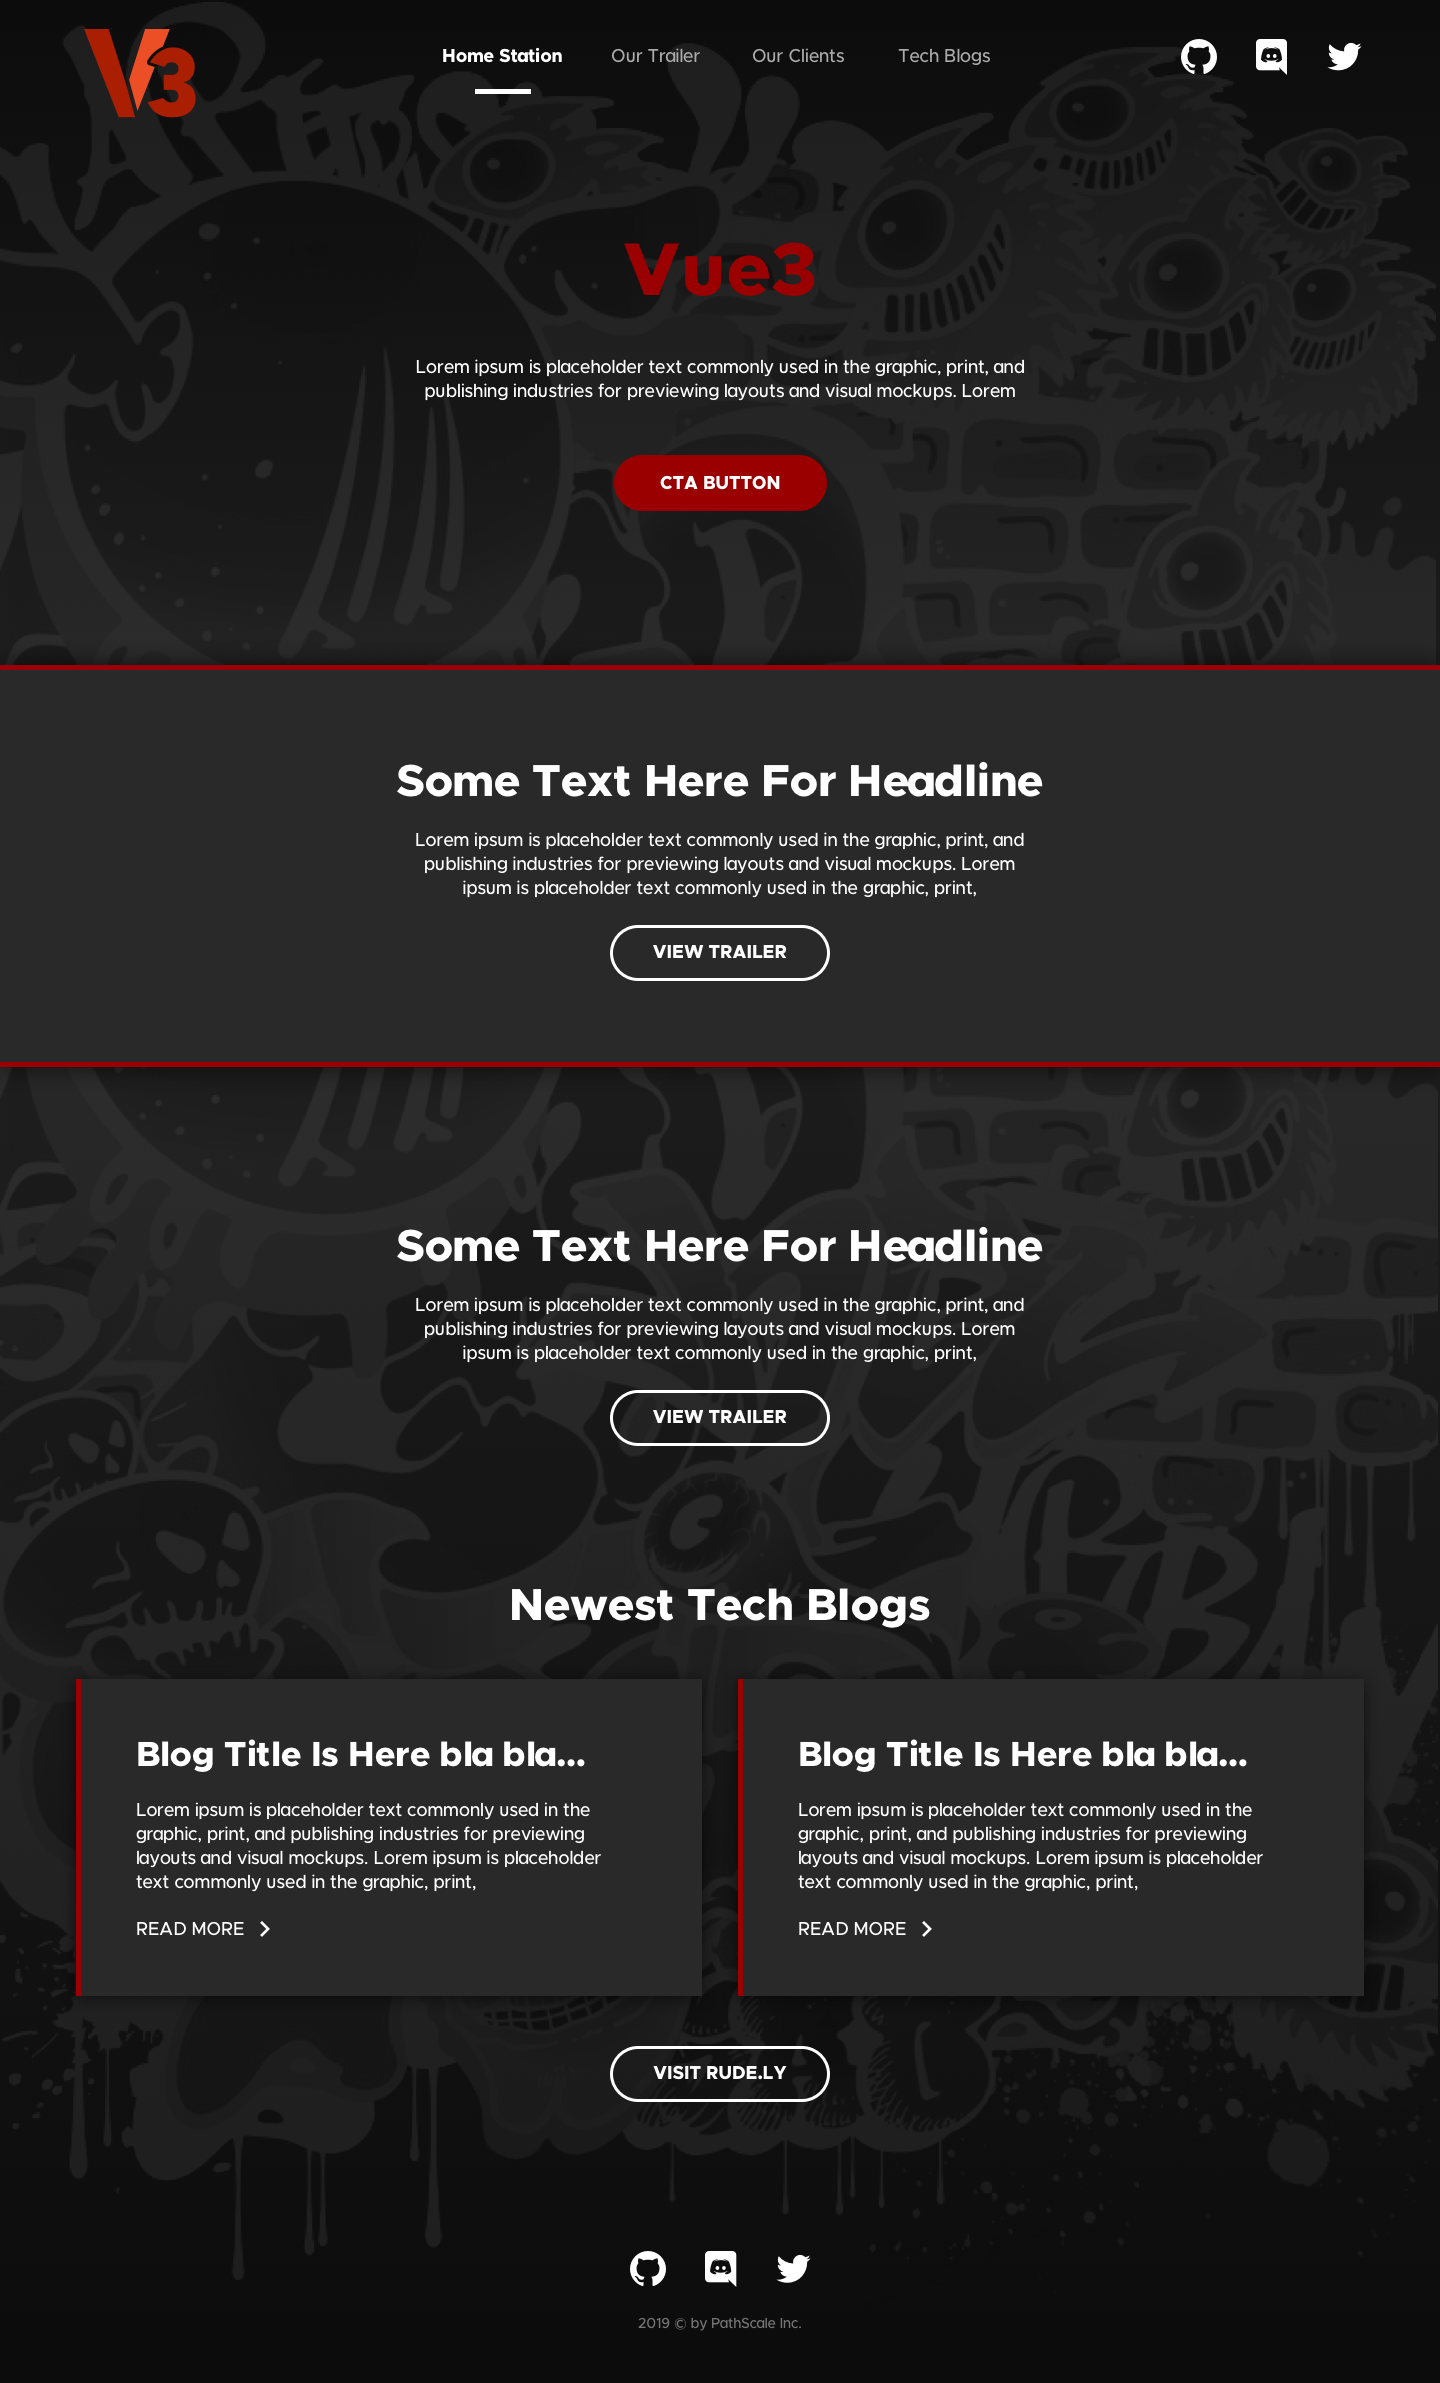 V3
Home Station
Our Trailer
Our Clients
Tech Blogs
Vue3
Lorem ipsum is placeholder text commonly used in the graphic, print, and
publishing industries for previewing layouts and visual mockups. Lorem
CTA BUTTON
Some Text Here For Headline
Lorem ipsum is placeholder text commonly used in the graphic, print, and
publishing industries for previewing layouts and visual mockups. Lorem
ipsum is placeholder text commonly used in the graphic, print,
VIEW TRAILER
Some Text Here For Headline
Lorem ipsum is placeholder text commonly used in the graphic, print, and
publishing industries for previewing layouts and visual mockups. Lorem
ipsum is placeholder text commonly used in the graphic, print,
VIEW TRAILER
Newest Tech Blogs
Blog Title Is Here bla bla...
Lorem ipsum is placeholder text commonly used in the
graphic, print, and publishing industries for previewing
layouts and visual mockups. Lorem ipsum is placeholder
text commonly used in the graphic, print,
READ MORE
Blog Title Is Here bla bla...
Lorem ipsum is placeholder text commonly used in the
graphic, print, and publishing industries for previewing
layouts and visual mockups. Lorem ipsum is placeholder
text commonly used in the graphic, print,
READ MORE
VISIT RUDE.LY
2019 © by PathScale Inc.